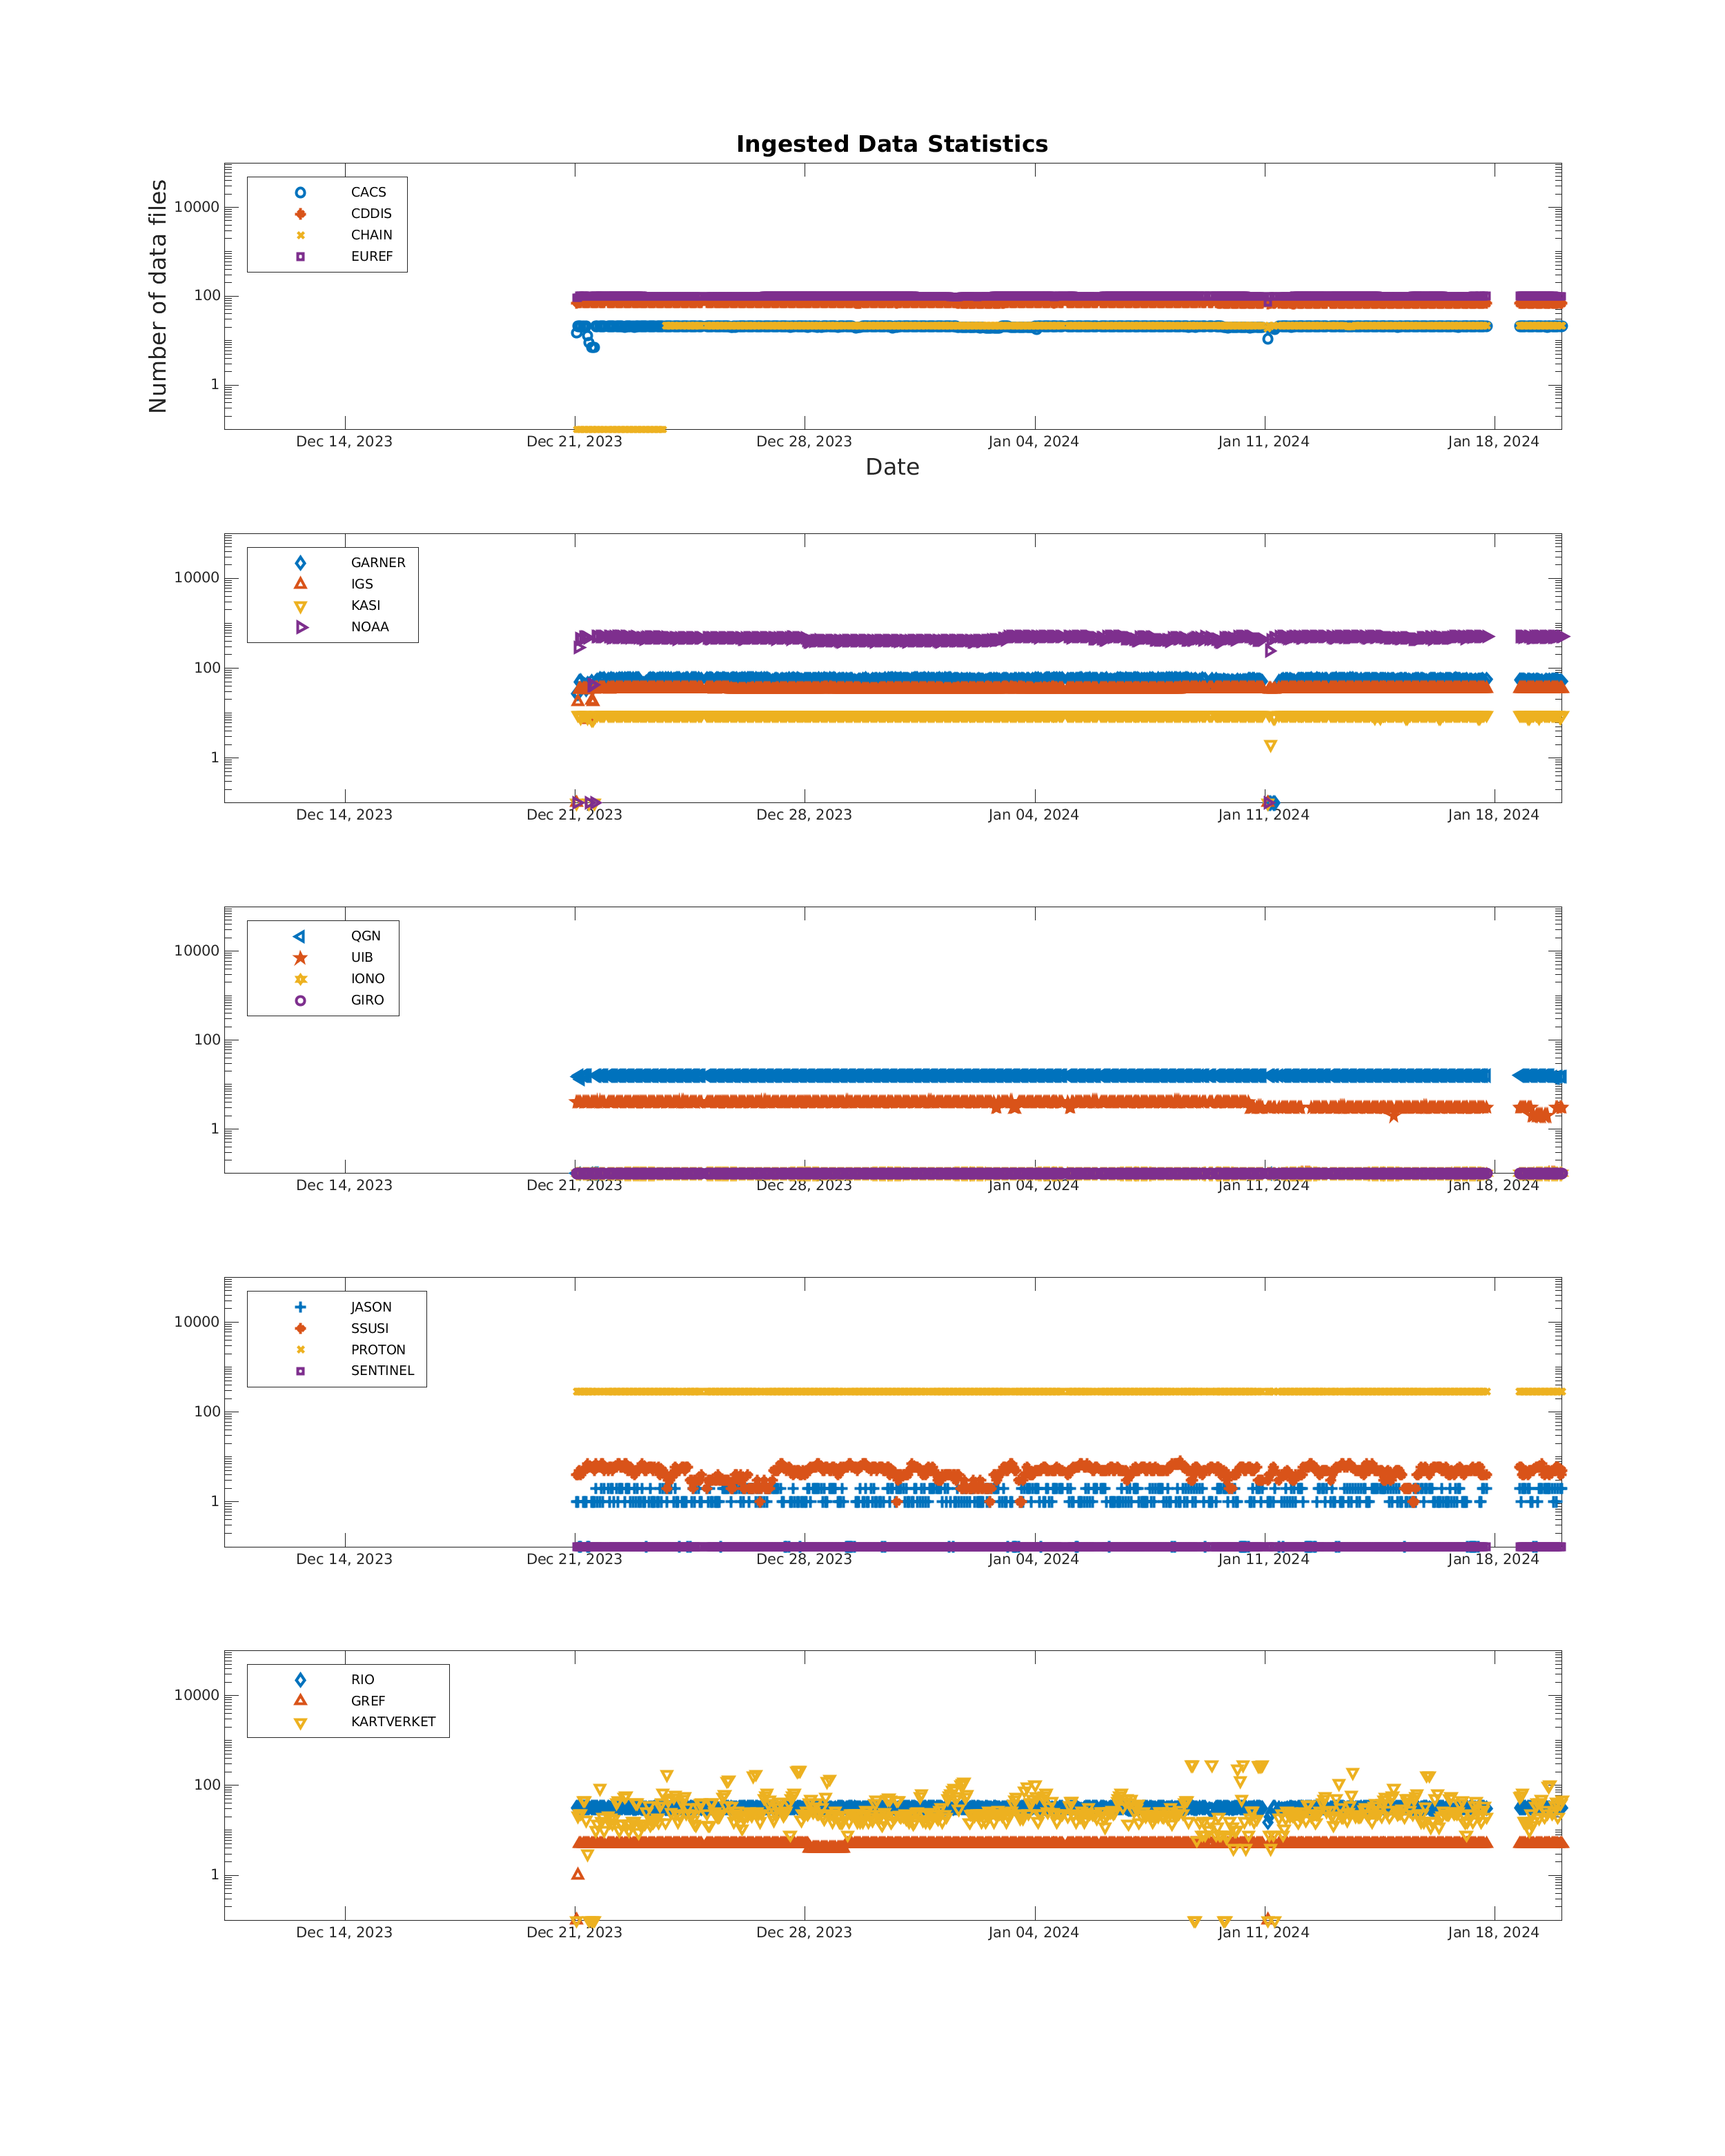 Ingested Data Statistics
Number of data files
10000
100
1
CACS
CDDIS
CHAIN
EUREF
Dec 14, 2023 Dec 21, 2023 Dec 28, 2023 Jan 04, 2024 Jan 11, 2024 Jan 18, 2024
Date
10000
100
1
GARNER
IGS
KASI
NOAA
Dec 14, 2023 Dec 21, 2023 Dec 28, 2023 Jan 04, 2024 Jan 11, 2024 Jan 18, 2024
10000
100
1
QGN
UIB
IONO
GIRO
Dec 14, 2023 Dec 21, 2023 Dec 28, 2023 Jan 04, 2024 Jan 11, 2024 Jan 18, 2024
10000
100
1
JASON
SSUSI
PROTON
SENTINEL
Dec 14, 2023 Dec 21, 2023 Dec 28, 2023 Jan 04, 2024 Jan 11, 2024 Jan 18, 2024
10000
100
1
RIO
GREF
KARTVERKET
Dec 14, 2023 Dec 21, 2023 Dec 28, 2023 Jan 04, 2024 Jan 11, 2024 Jan 18, 2024